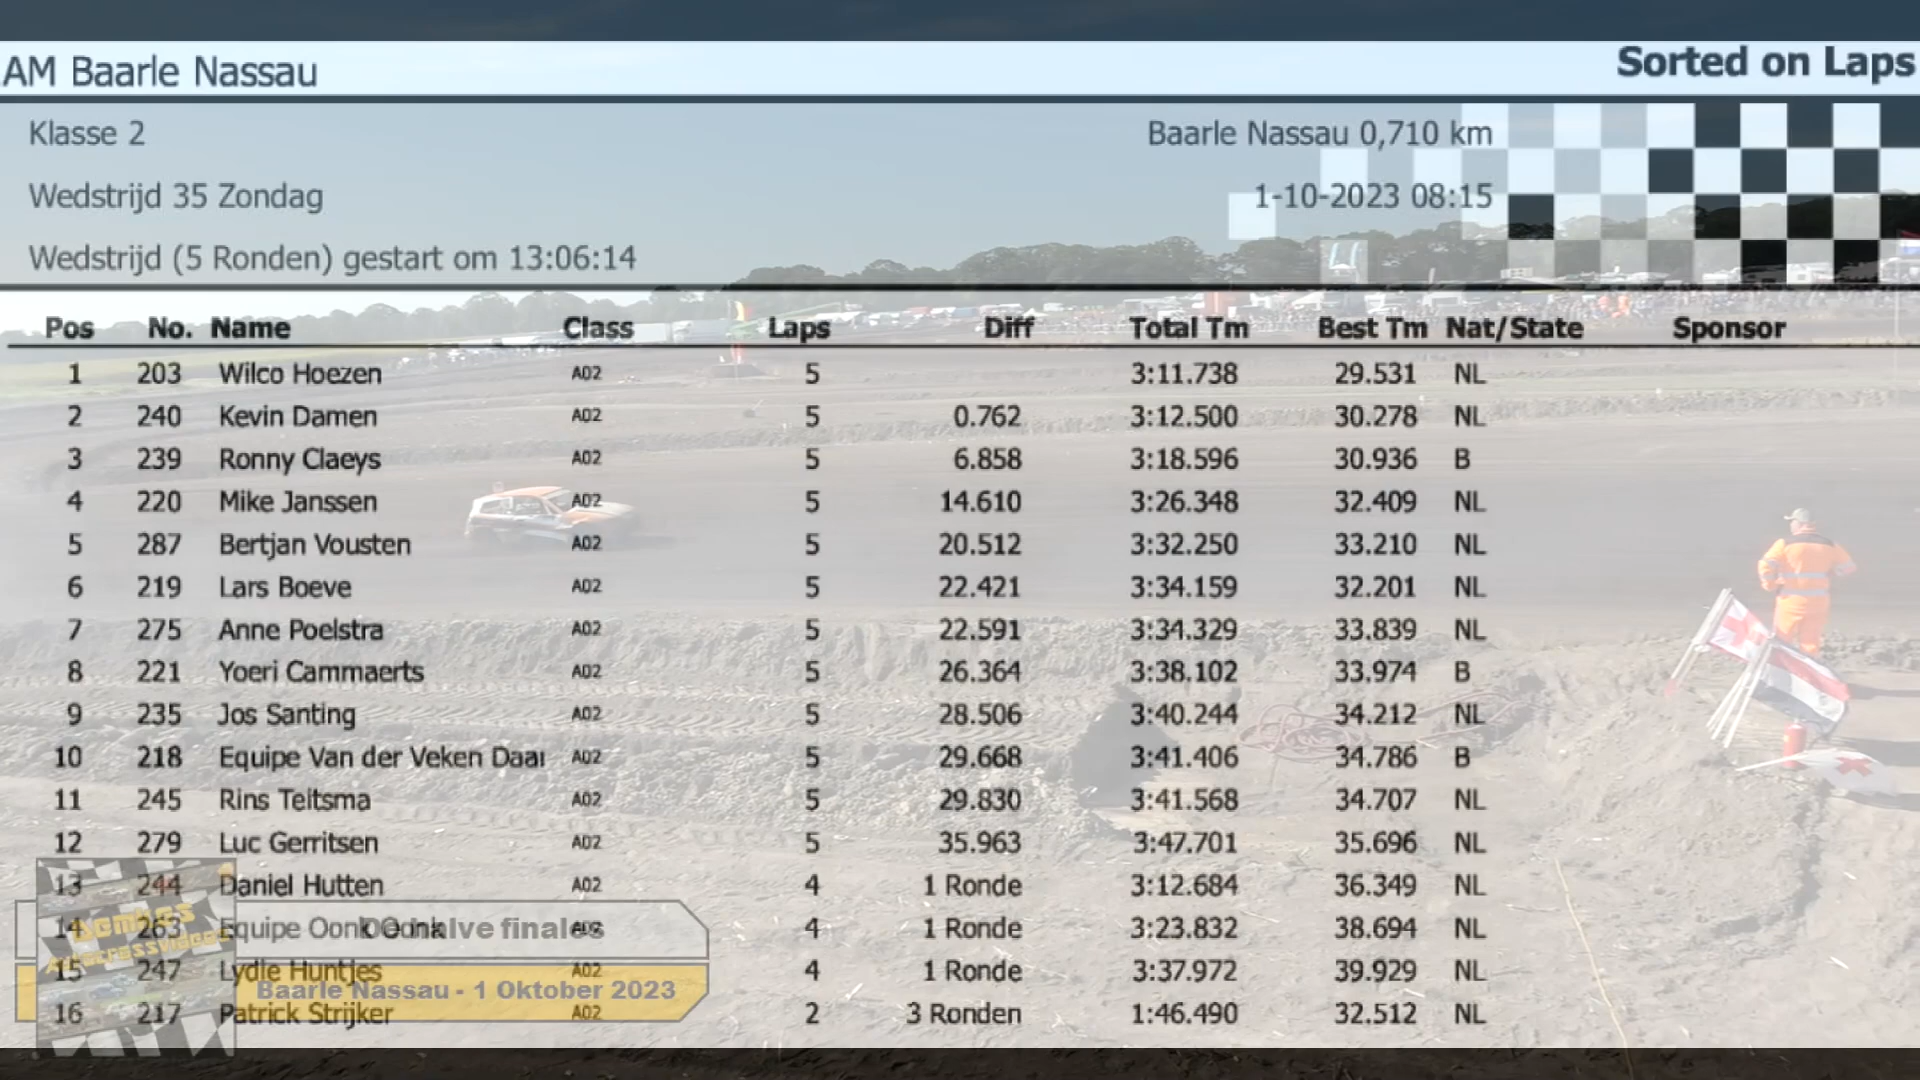 AM Baarle Nassau
Sorted on Laps
Klasse 2
Baarle Nassau 0,710 km
Wedstrijd 35 Zondag
1-10-2023 08:15
Wedstrijd (5 Ronden) gestart om 13:06:14
Pos No. Name Class Laps Diff Total Tm Best Tm Nat/State Sponsor
1 203 Wilco Hoezen A02 5 3:11.738 29.531 NL
2 240 Kevin Damen A02 5 0.762 3:12.500 30.278 NL
3 239 Ronny Claeys A02 5 6.858 3:18.596 30.936 B
4 220 Mike Janssen A02 5 14.610 3:26.348 32.409 NL
5 287 Bertjan Vousten A02 5 20.512 3:32.250 33.210 NL
6 219 Lars Boeve A02 5 22.421 3:34.159 32.201 NL
7 275 Anne Poelstra A02 5 22.591 3:34.329 33.839 NL
8 221 Yoeri Cammaerts A02 5 26.364 3:38.102 33.974 B
9 235 Jos Santing A02 5 28.506 3:40.244 34.212 NL
10 218 Equipe Van der Veken Daar A02 5 29.668 3:41.406 34.786 B
11 245 Rins Teitsma A02 5 29.830 3:41.568 34.707 NL
12 279 Luc Gerritsen A02 5 35.963 3:47.701 35.696 NL
13 244 Daniel Hutten A02 4 1 Ronde 3:12.684 36.349 NL
14 263 Equipe Oonk A02 4 1 Ronde 3:23.832 38.694 NL
15 247 Lydie Huntjes A02 4 1 Ronde 3:37.972 39.929 NL
16 217 Patrick Strijker A02 2 3 Ronden 1:46.490 32.512 NL
halve finales
Baarle Nassau - 1 Oktober 2023